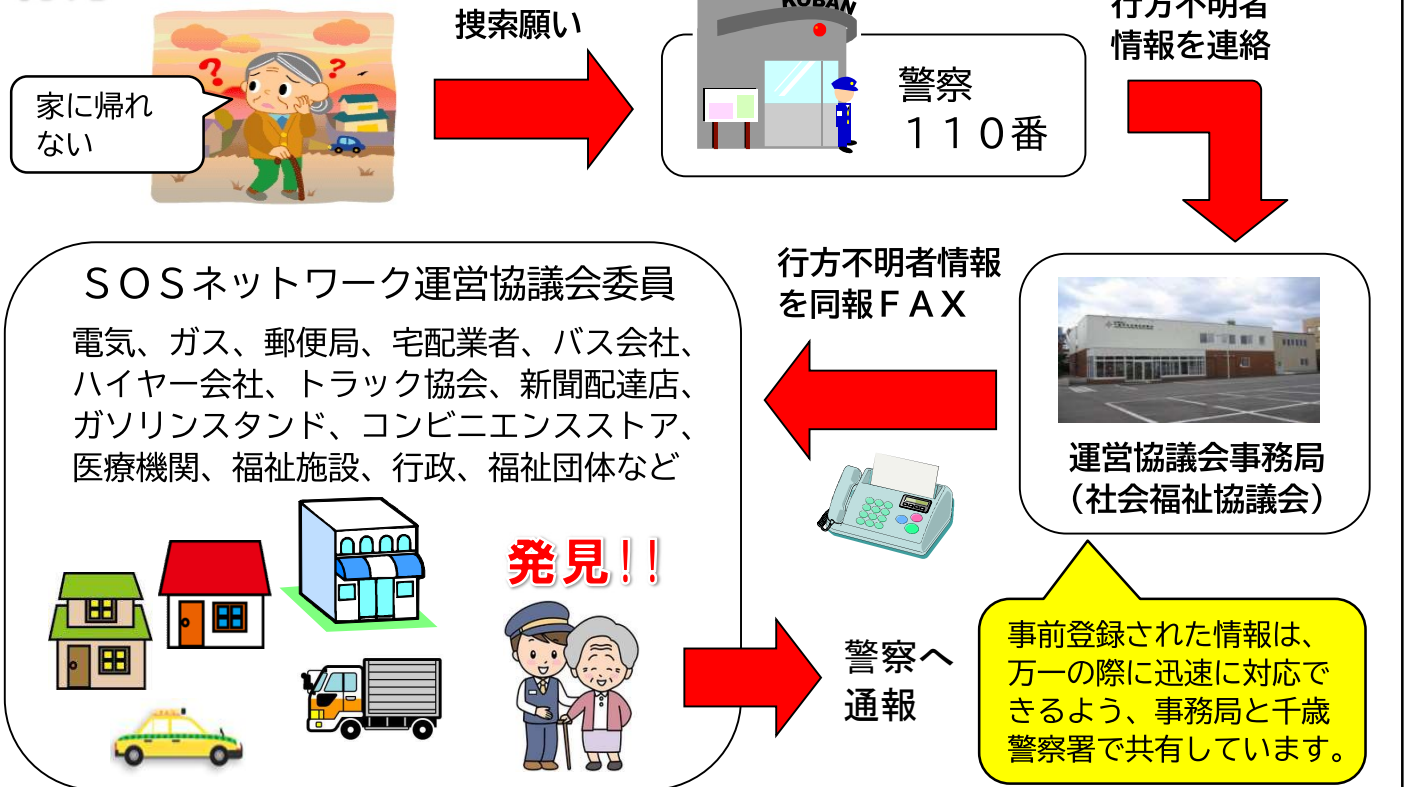 捜索願い
KOBAN
行方不明者
情報を連絡
家に帰れ
ない
警察
１１０番
行方不明者情報
を同報ＦＡＸ
運営協議会事務局
（社会福祉協議会）
ＳＯＳネットワーク運営協議会委員
電気、ガス、郵便局、宅配業者、バス会社、
ハイヤー会社、トラック協会、新聞配達店、
ガソリンスタンド、コンビニエンスストア、
医療機関、福祉施設、行政、福祉団体など
発見!!
警察へ
通報
事前登録された情報は、
万一の際に迅速に対応で
きるよう、事務局と千歳
警察署で共有しています。